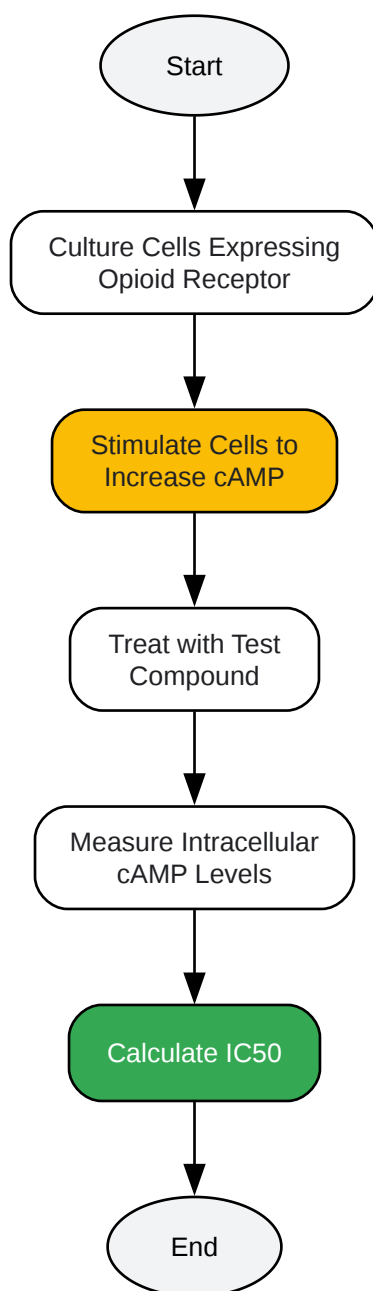 Start
Culture Cells Expressing
Opioid Receptor
Stimulate Cells to
Increase cAMP
Treat with Test
Compound
Measure Intracellular
cAMP Levels
Calculate IC50
End